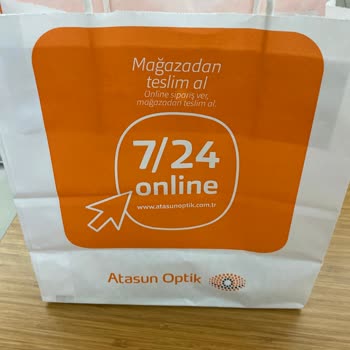 Mağazadan
teslim al
Online sipariş ver,
mağazadan teslim al.
7/24
online
www.atasunoptik.com.tr
Atasun Optik